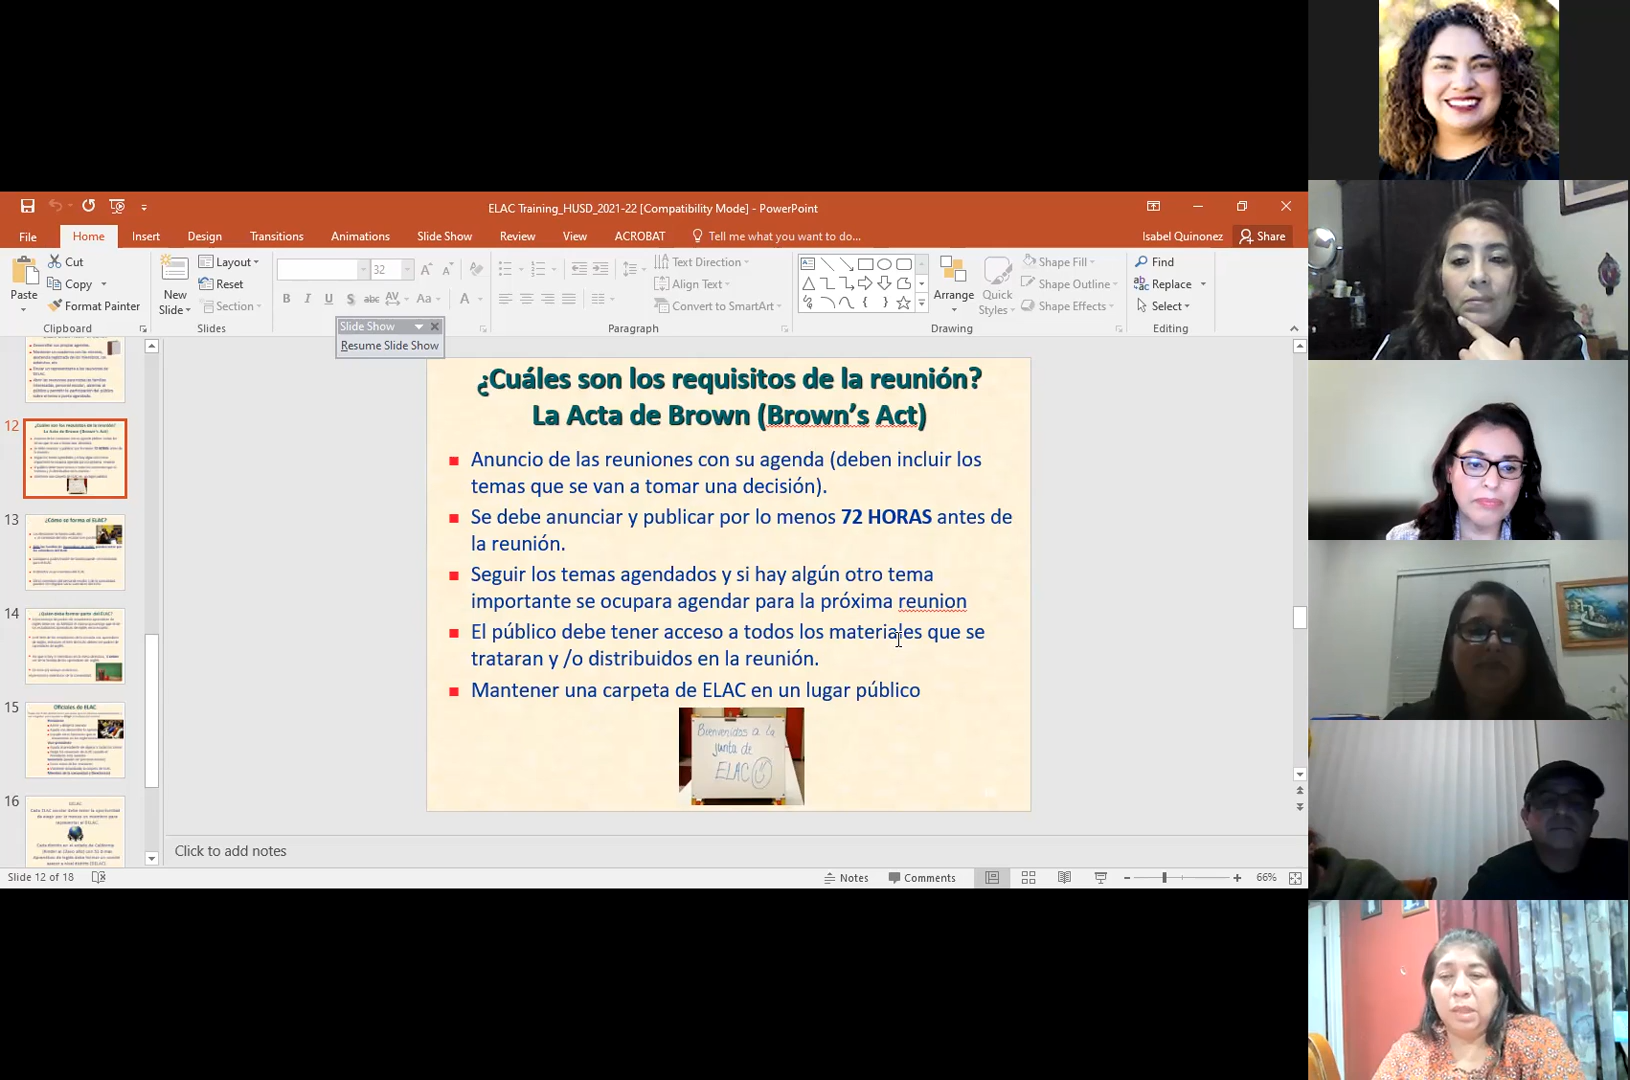 ELAC Training_HUSD_2021-22 [Compatibility Mode] - PowerPoint
File Home Insert Design Transitions Animations Slide Show Review View ACROBAT Tell me what you want to do... Isabel Quinonez Share
Paste
Cut
Copy
Format Painter
Clipboard
New Slide
Layout
Reset
Section
Slides
32
B I U S abc AV Aa A
Slide Show
Resume Slide Show
Text Direction
Align Text
Convert to SmartArt
Paragraph
Arrange
Quick Styles
Shape Fill
Shape Outline
Shape Effects
Drawing
Find
Replace
Select
Editing
12
13
¿Cómo se forma el ELAC?
14
15
Oficiales de ELAC
16
¿Cuáles son los requisitos de la reunión?
La Acta de Brown (Brown’s Act)
Anuncio de las reuniones con su agenda (deben incluir los
temas que se van a tomar una decisión).
Se debe anunciar y publicar por lo menos 72 HORAS antes de
la reunión.
Seguir los temas agendados y si hay algún otro tema
importante se ocupara agendar para la próxima reunion
El público debe tener acceso a todos los materiales que se
trataran y /o distribuidos en la reunión.
Mantener una carpeta de ELAC en un lugar público
Bienvenidos a la
junta de
ELAC
Click to add notes
Slide 12 of 18 Notes Comments 66%